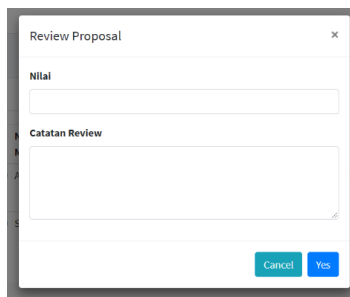 Review Proposal
×
Nilai
Catatan Review
Cancel
Yes